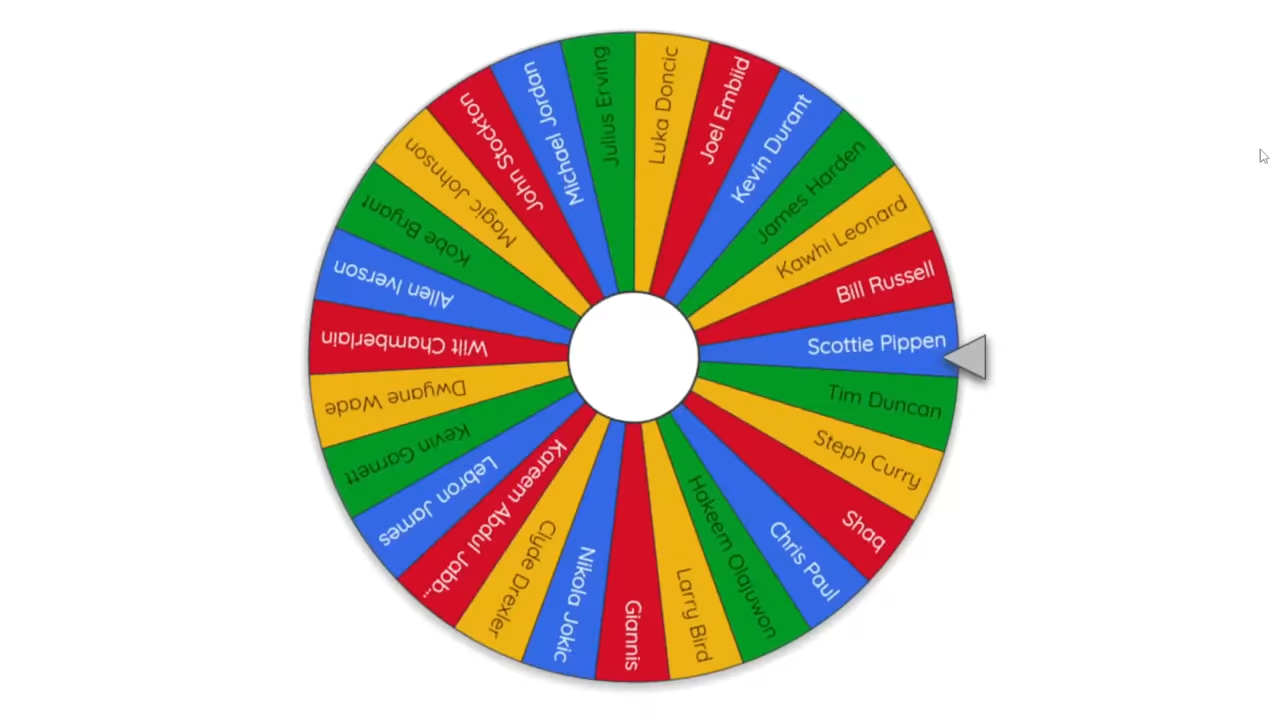 Luka Doncic
Joel Embiid
Kevin Durant
James Harden
Kawhi Leonard
Bill Russell
Scottie Pippen
Tim Duncan
Steph Curry
Shaq
Chris Paul
Hakeem Olajuwon
Larry Bird
Giannis
Nikola Jokic
Clyde Drexler
Kareem Abdul Jabb...
Lebron James
Kevin Garnett
Dwyane Wade
Wilt Chamberlain
Allen Iverson
Kobe Bryant
Magic Johnson
John Stockton
Michael Jordan
Julius Erving